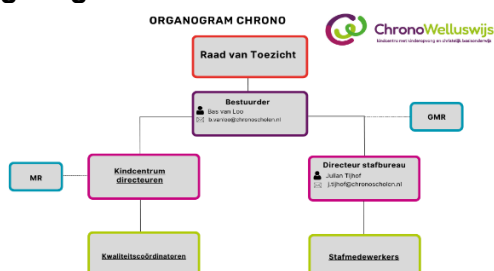 ORGANOGRAM CHRONO
ChronoWelluswijs
Raad van Toezicht
Bestuurder
Bas van Loo
b.vanloo@chronoscholen.nl
GMR
MR
Kindcentrum
directeuren
Directeur stafbureau
Julian Tijhof
j.tijhof@chronoscholen.nl
Kwaliteitscoördinatoren
Stafmedewerkers